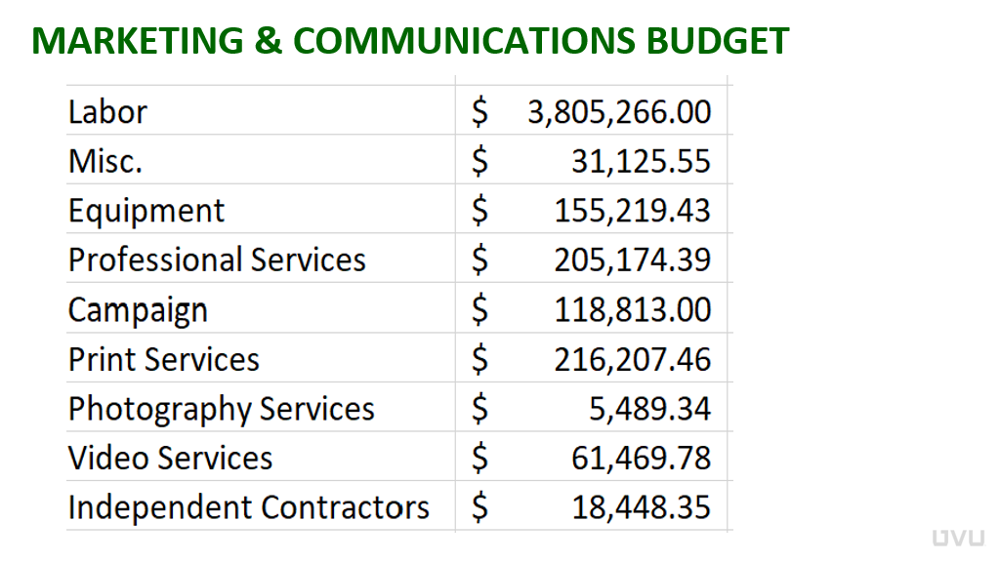 MARKETING & COMMUNICATIONS BUDGET
Labor $ 3,805,266.00
Misc. $ 31,125.55
Equipment $ 155,219.43
Professional Services $ 205,174.39
Campaign $ 118,813.00
Print Services $ 216,207.46
Photography Services $ 5,489.34
Video Services $ 61,469.78
Independent Contractors $ 18,448.35
UVU